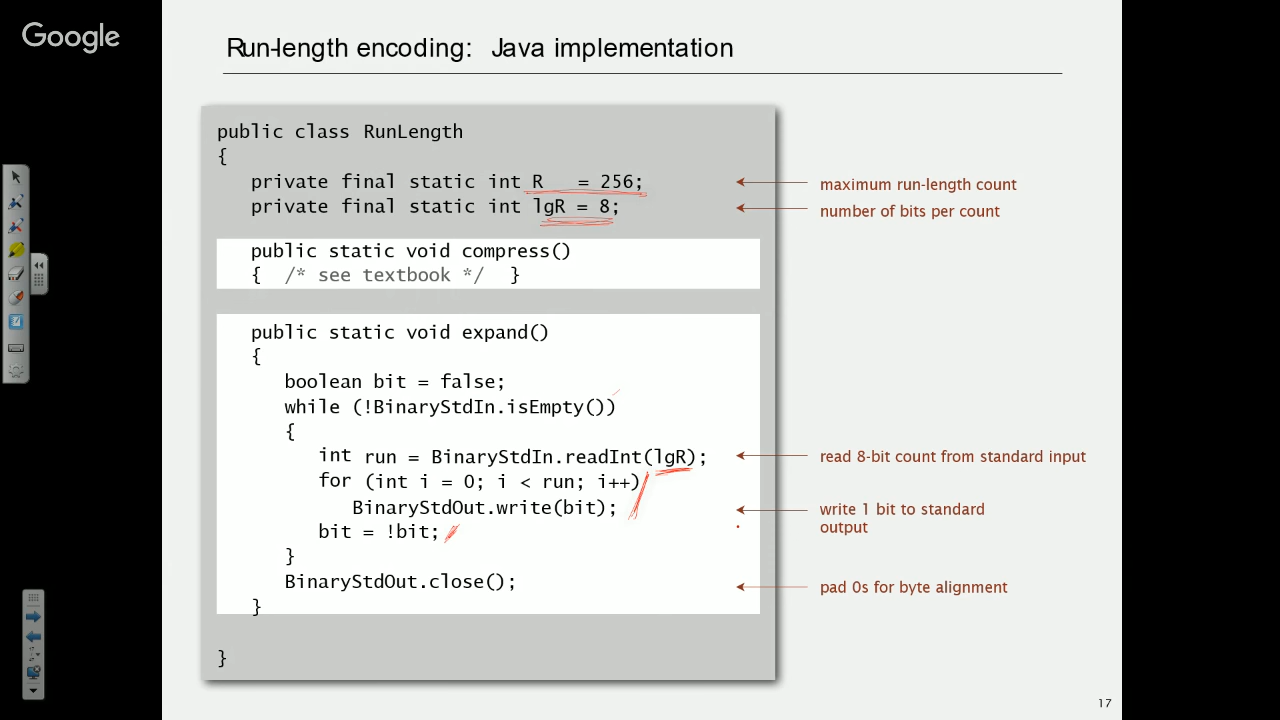 Google
Run-length encoding: Java implementation
public class RunLength
{
private final static int R = 256;
maximum run-length count
private final static int lgR = 8;
number of bits per count
public static void compress()
{ /* see textbook */ }
public static void expand()
{
boolean bit = false;
while (!BinaryStdIn.isEmpty())
{
int run = BinaryStdIn.readInt(lgR);
read 8-bit count from standard input
for (int i = 0; i < run; i++)
BinaryStdOut.write(bit);
write 1 bit to standard
output
bit = !bit;
}
BinaryStdOut.close();
pad 0s for byte alignment
}
}
17